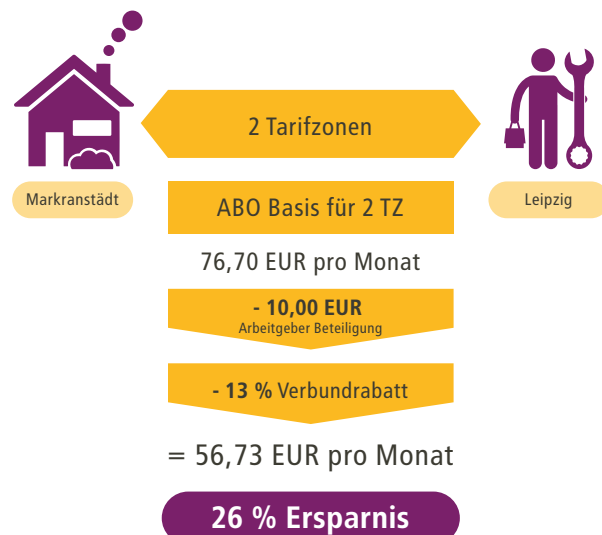 2 Tarifzonen
Markranstädt
Leipzig
ABO Basis für 2 TZ
76,70 EUR pro Monat
- 10,00 EUR
Arbeitgeber Beteiligung
- 13 % Verbundrabatt
= 56,73 EUR pro Monat
26 % Ersparnis